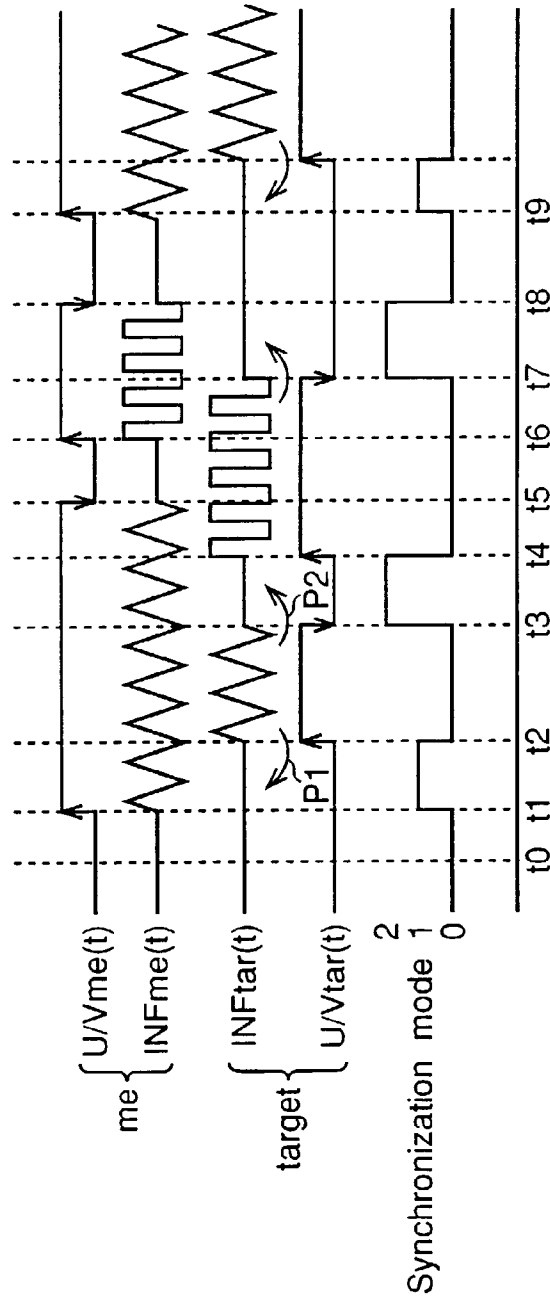 me
U/Vme(t)
INFme(t)
target
INFtar(t)
U/Vtar(t)
P1
P2
Synchronization mode
2
1
0
t0 t1 t2 t3 t4 t5 t6 t7 t8 t9